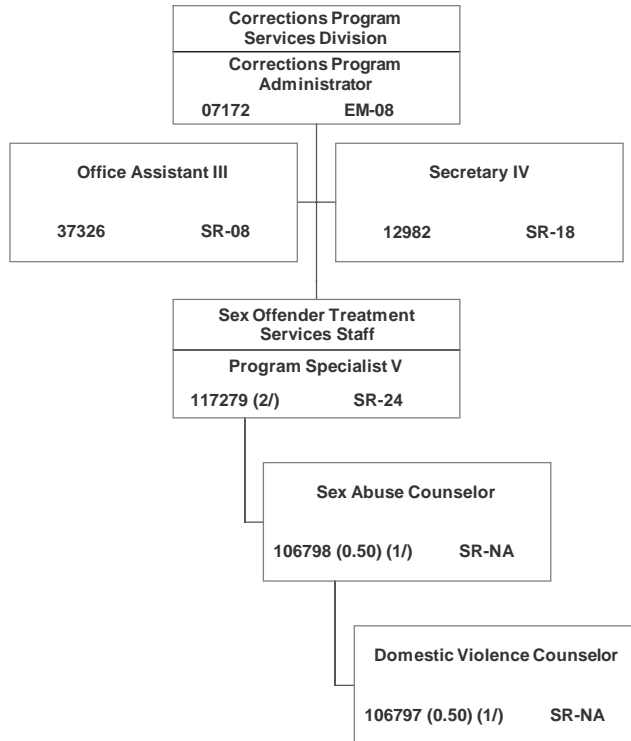 Corrections Program
Services Division
Corrections Program
Administrator
07172 EM-08
Office Assistant III
37326 SR-08
Secretary IV
12982 SR-18
Sex Offender Treatment
Services Staff
Program Specialist V
117279 (2/) SR-24
Sex Abuse Counselor
106798 (0.50) (1/) SR-NA
Domestic Violence Counselor
106797 (0.50) (1/) SR-NA